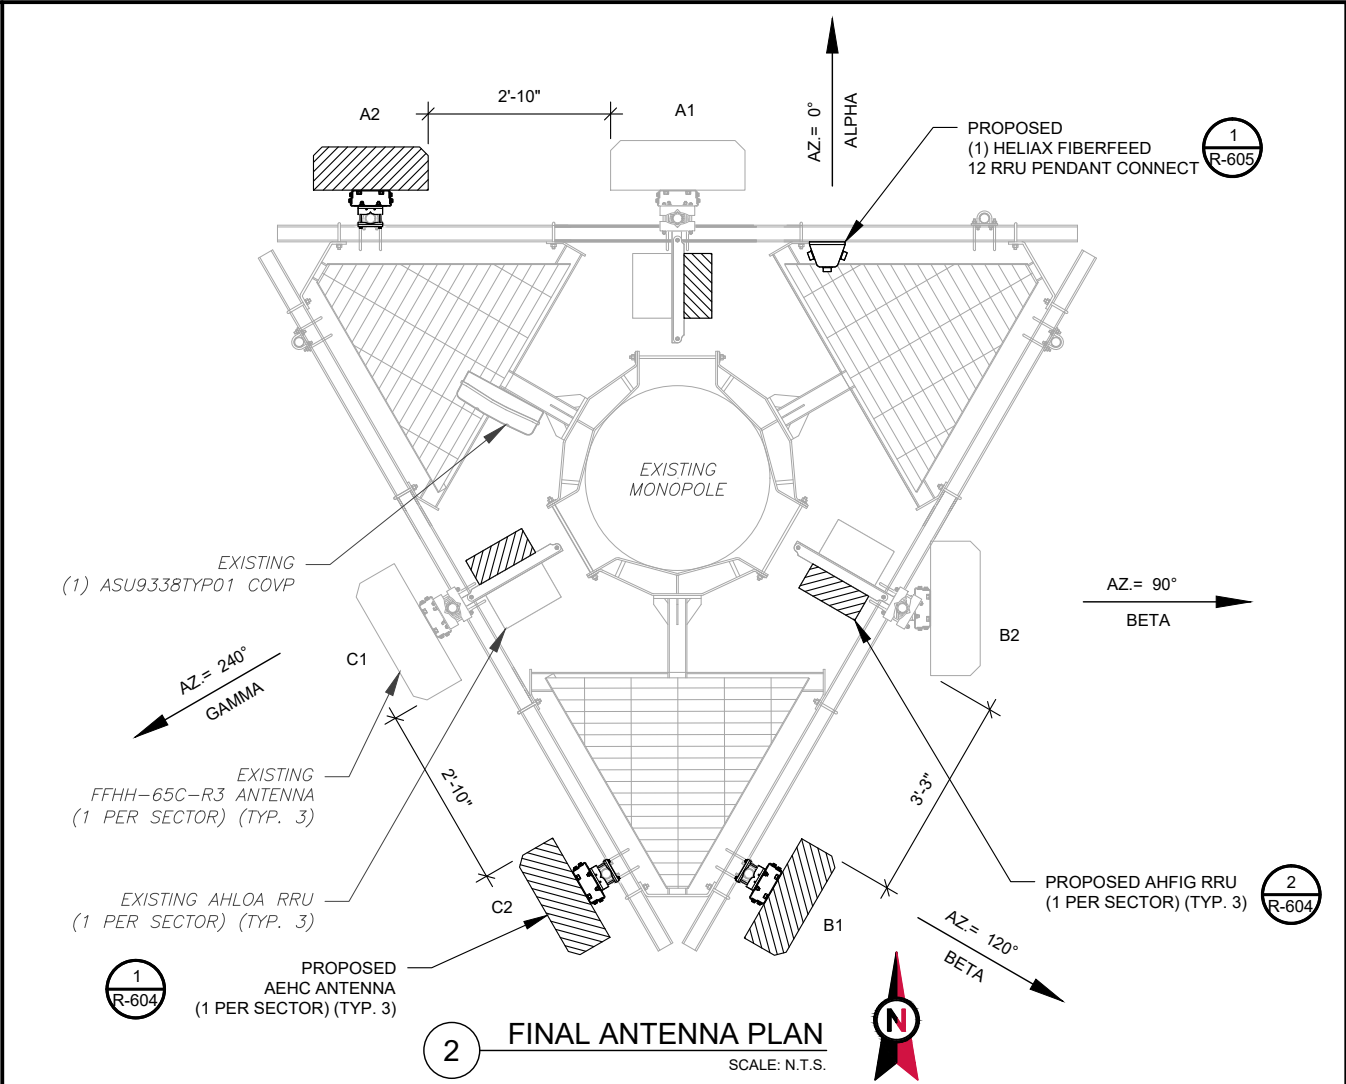 A2
2'-10"
A1
AZ.= 0°
ALPHA
PROPOSED
(1) HELIAX FIBERFEED
12 RRU PENDANT CONNECT
1
R-605
EXISTING
MONOPOLE
EXISTING
(1) ASU9338TYP01 COVP
AZ.= 90°
BETA
B2
C1
AZ.= 240°
GAMMA
EXISTING
FFHH-65C-R3 ANTENNA
(1 PER SECTOR) (TYP. 3)
2'-10"
3'-3"
EXISTING AHLOA RRU
(1 PER SECTOR) (TYP. 3)
C2
B1
PROPOSED AHFIG RRU
(1 PER SECTOR) (TYP. 3)
2
R-604
AZ.= 120°
BETA
1
R-604
PROPOSED
AEHC ANTENNA
(1 PER SECTOR) (TYP. 3)
N
2
FINAL ANTENNA PLAN
SCALE: N.T.S.